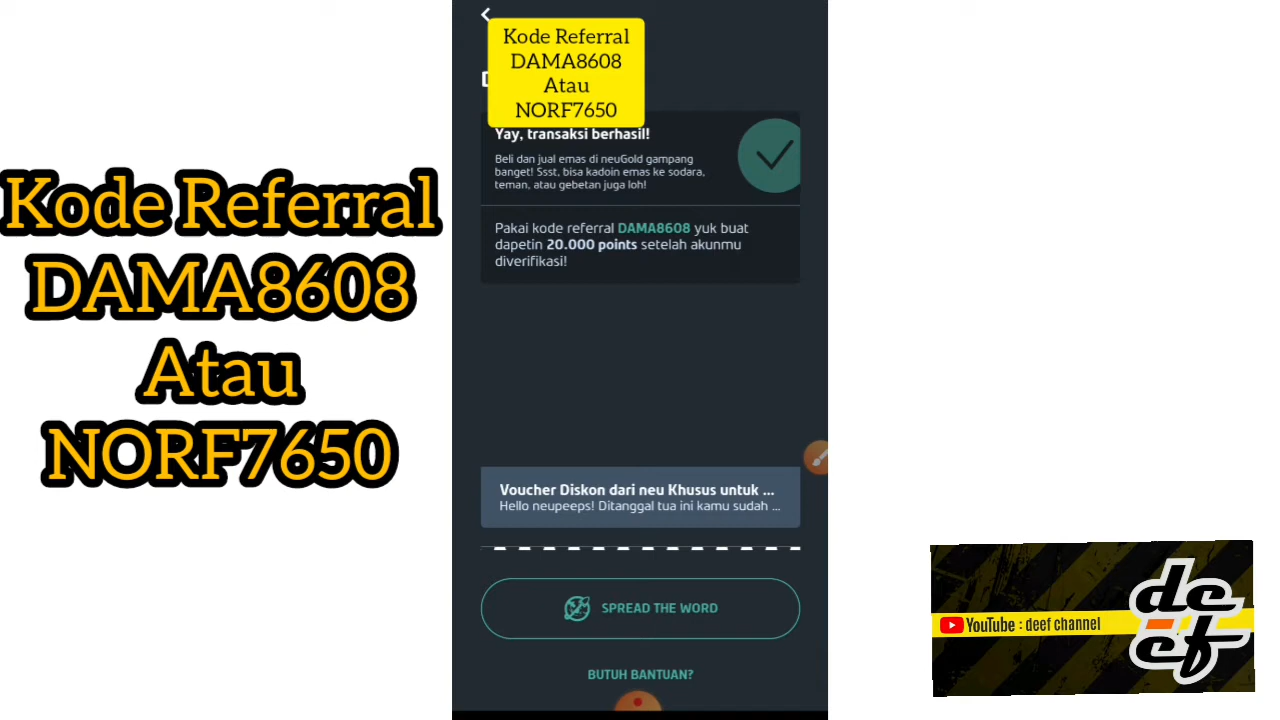 Kode Referral
DAMA8608
Atau
NORF7650
Kode Referral
DAMA8608
Atau
NORF7650
Yay, transaksi berhasil!
Beli dan jual emas di neuGold gampang
banget! Ssst, bisa kadoin emas ke sodara,
teman, atau gebetan juga loh!
Pakai kode referral DAMA8608 yuk buat
dapetin 20.000 points setelah akunmu
diverifikasi!
Voucher Diskon dari neu Khusus untuk ...
Hello neupeeps! Ditanggal tua ini kamu sudah ...
SPREAD THE WORD
BUTUH BANTUAN?
YouTube : deef channel
de
ef